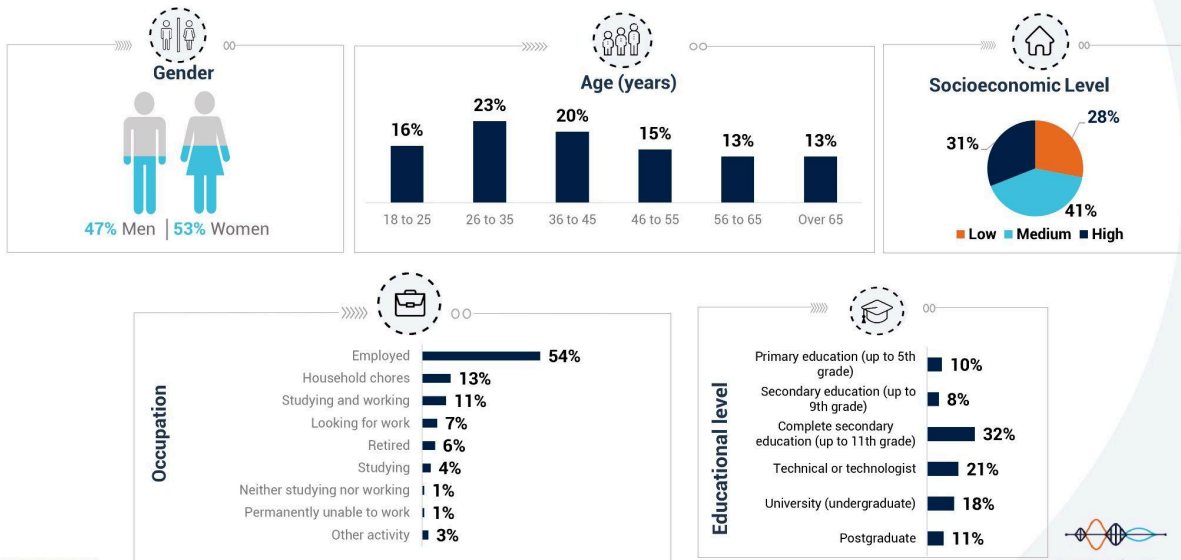 Gender
47% Men | 53% Women
Age (years)
16%
23%
20%
15%
13%
13%
18 to 25
26 to 35
36 to 45
46 to 55
56 to 65
Over 65
Socioeconomic Level
28%
31%
41%
Low Medium High
Occupation
Employed 54%
Household chores 13%
Studying and working 11%
Looking for work 7%
Retired 6%
Studying 4%
Neither studying nor working 1%
Permanently unable to work 1%
Other activity 3%
Educational level
Primary education (up to 5th
grade) 10%
Secondary education (up to
9th grade) 8%
Complete secondary
education (up to 11th grade) 32%
Technical or technologist 21%
University (undergraduate) 18%
Postgraduate 11%